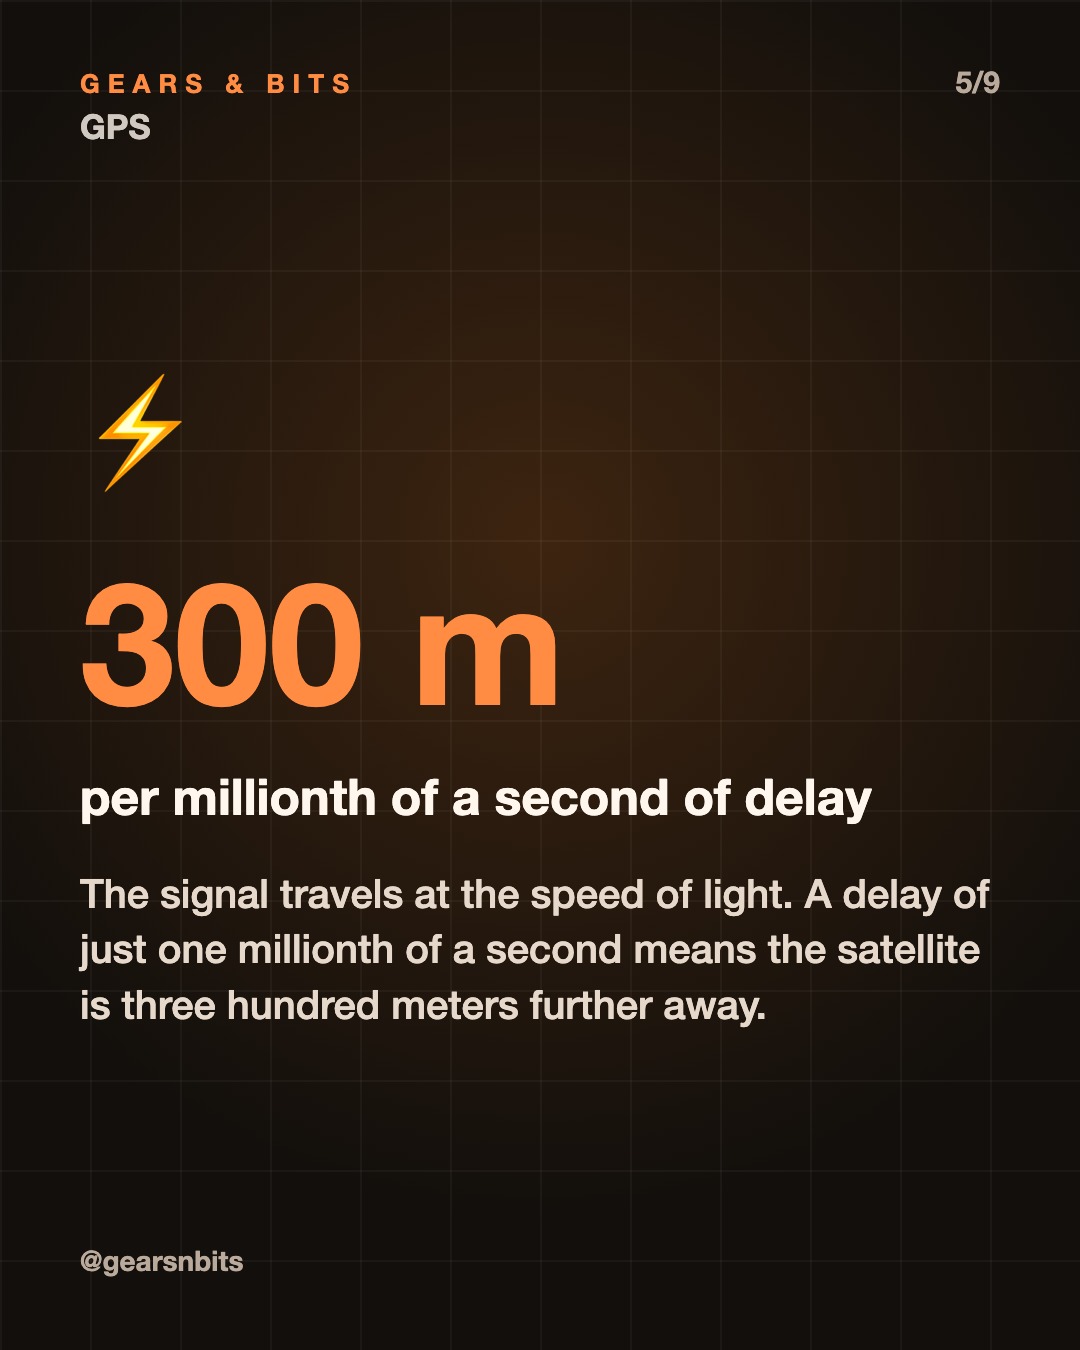 GEARS & BITS
5/9
GPS
300 m
per millionth of a second of delay
The signal travels at the speed of light. A delay of
just one millionth of a second means the satellite
is three hundred meters further away.
@gearsnbits